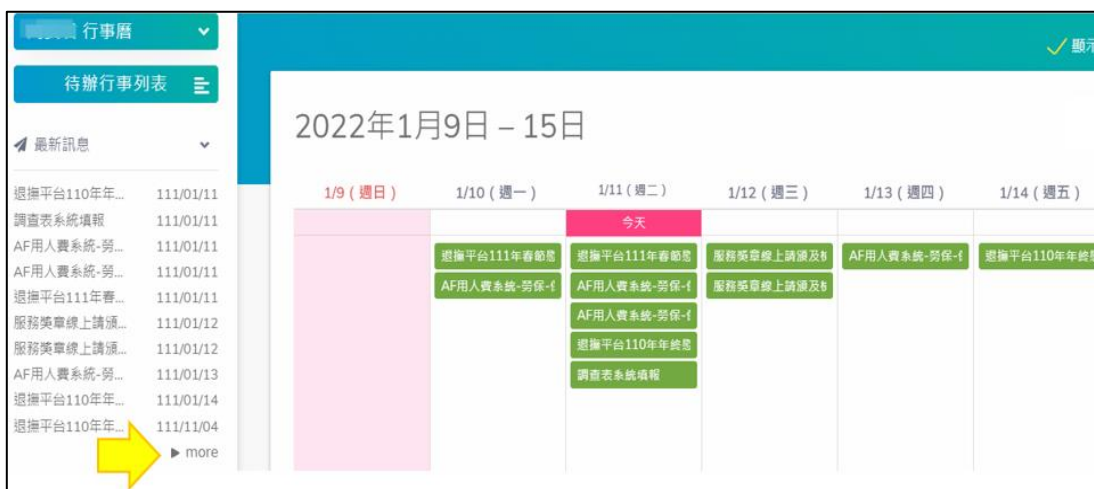 行事曆
待辦行事列表
最新訊息
退撫平台110年年... 111/01/11
調查表系統填報 111/01/11
AF用人費系統-勞... 111/01/11
AF用人費系統-勞... 111/01/11
退撫平台111年春... 111/01/11
服務獎章線上請頒... 111/01/12
服務獎章線上請頒... 111/01/12
AF用人費系統-勞... 111/01/13
退撫平台110年年... 111/01/14
退撫平台110年年... 111/11/04
more
顯示
2022年1月9日 – 15日
1/9 ( 週日 ) 1/10 ( 週一 ) 1/11 ( 週二 ) 1/12 ( 週三 ) 1/13 ( 週四 ) 1/14 ( 週五 )
今天
退撫平台111年春節慰 退撫平台111年春節慰 服務獎章線上請頒及 AF用人費系統-勞保- 退撫平台110年年終慰
AF用人費系統-勞保- AF用人費系統-勞保- 服務獎章線上請頒及
AF用人費系統-勞保-
退撫平台110年年終慰
調查表系統填報